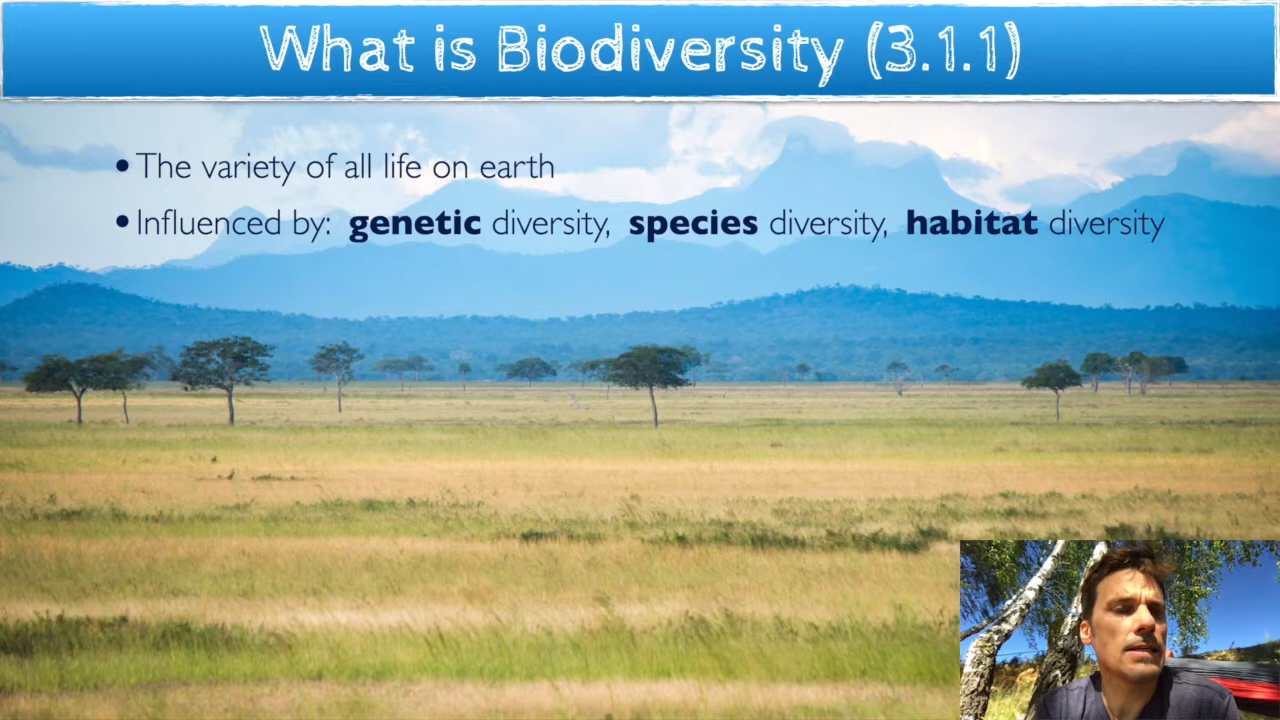 What is Biodiversity (3.1.1)
• The variety of all life on earth
• Influenced by: genetic diversity, species diversity, habitat diversity